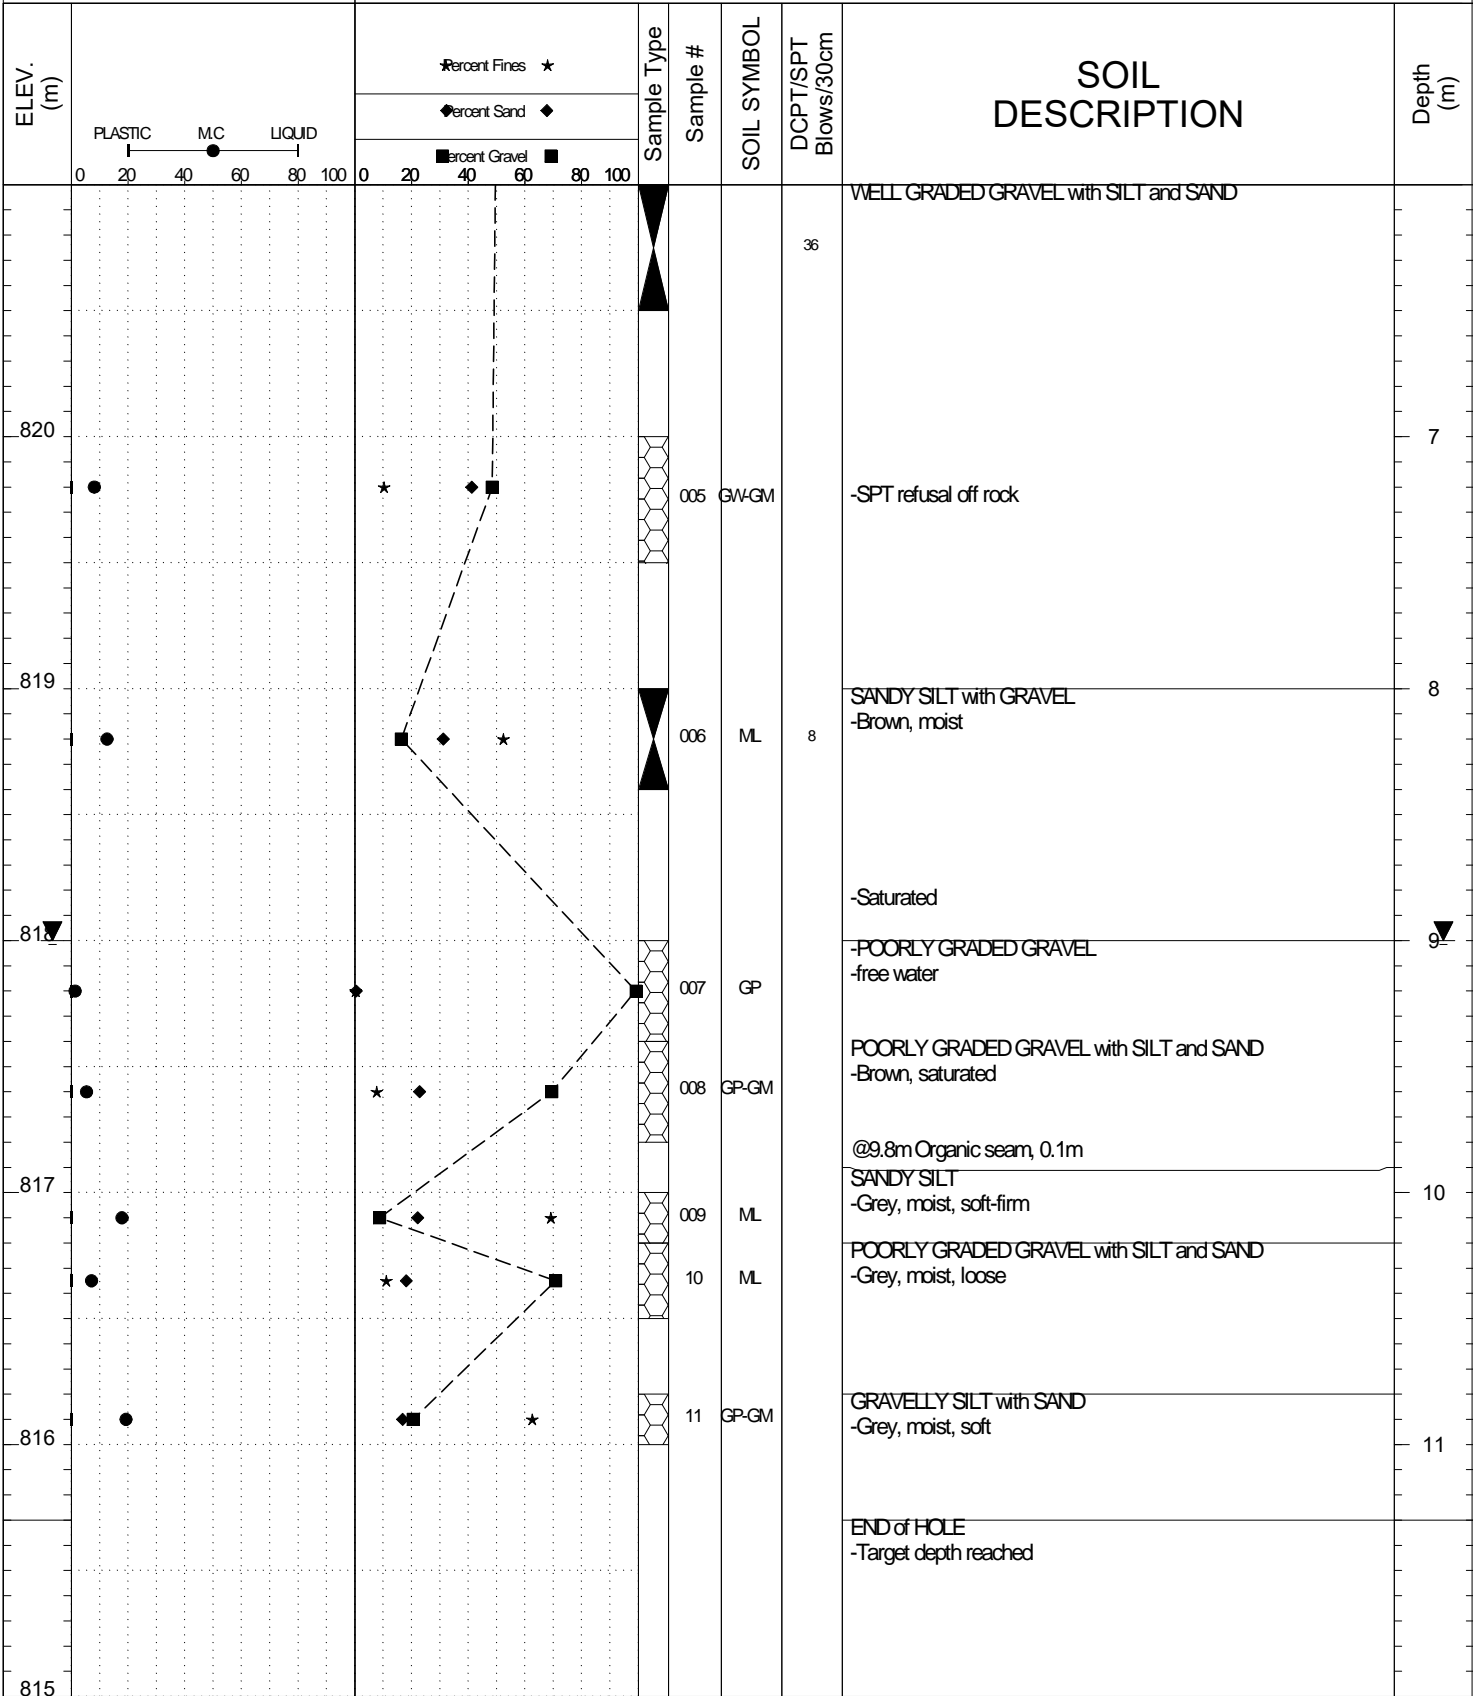 ELEV.
(m)
PLASTIC M.C LIQUID
0 20 40 60 80 100
Percent Fines
Percent Sand
Percent Gravel
0 20 40 60 80 100
Sample Type
Sample #
SOIL SYMBOL
DCPT/SPT
Blows/30cm
SOIL
DESCRIPTION
Depth
(m)
WELL GRADED GRAVEL with SILT and SAND
36
820 7
005 GW-GM -SPT refusal off rock
819 8
SANDY SILT with GRAVEL
-Brown, moist
006 ML 8
-Saturated
818 9
-POORLY GRADED GRAVEL
-free water
007 GP
POORLY GRADED GRAVEL with SILT and SAND
-Brown, saturated
008 GP-GM
@9.8m Organic seam, 0.1m
SANDY SILT
817 10
-Grey, moist, soft-firm
009 ML
POORLY GRADED GRAVEL with SILT and SAND
-Grey, moist, loose
10 ML
GRAVELLY SILT with SAND
11 GP-GM
-Grey, moist, soft
816 11
END of HOLE
-Target depth reached
815